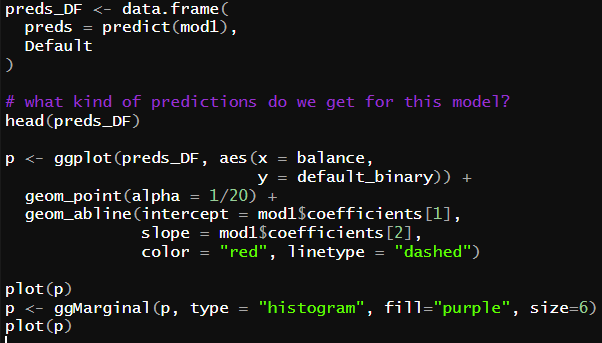 preds_DF <- data.frame(
  preds = predict(mod1),
  Default
)

# what kind of predictions do we get for this model?
head(preds_DF)

p <- ggplot(preds_DF, aes(x = balance,
                          y = default_binary)) +
  geom_point(alpha = 1/20) +
  geom_abline(intercept = mod1$coefficients[1],
              slope = mod1$coefficients[2],
              color = "red", linetype = "dashed")

plot(p)
p <- ggMarginal(p, type = "histogram", fill="purple", size=6)
plot(p)